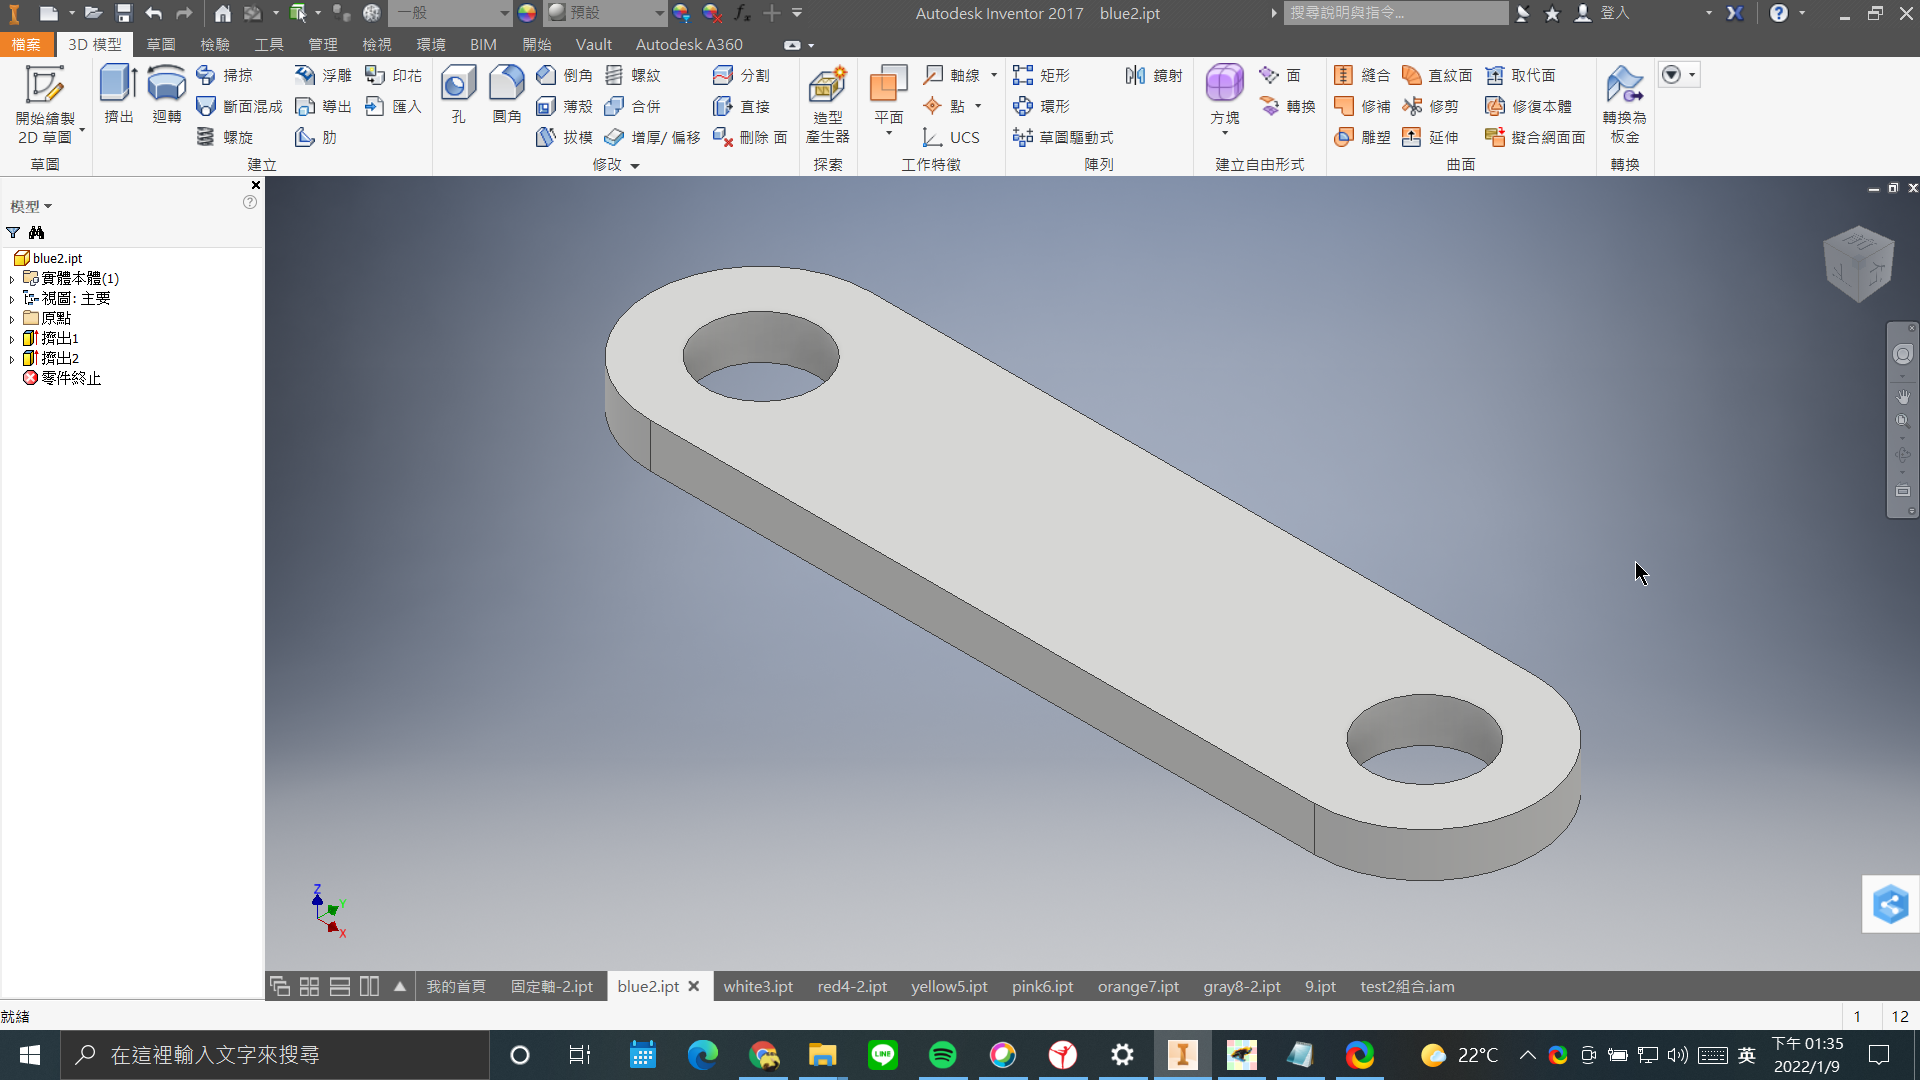 一般
預設
Autodesk Inventor 2017 blue2.ipt
搜尋說明與指令...
登入
檔案 3D 模型 草圖 檢驗 工具 管理 檢視 環境 BIM 開始 Vault Autodesk A360
開始繪製
2D 草圖
草圖
擠出
迴轉
掃掠
斷面混成
螺旋
浮雕
導出
肋
印花
匯入
建立
孔
圓角
倒角
薄殼
拔模
螺紋
合併
增厚/ 偏移
分割
直接
刪除 面
修改
造型
產生器
探索
平面
軸線
點
UCS
工作特徵
矩形
環形
草圖驅動式
鏡射
陣列
方塊
面
轉換
建立自由形式
縫合
修補
雕塑
直紋面
修剪
延伸
取代面
修復本體
擬合網面面
曲面
轉換為
板金
轉換
模型
blue2.ipt
實體本體(1)
視圖: 主要
原點
擠出1
擠出2
零件終止
Z
Y
X
我的首頁 固定軸-2.ipt blue2.ipt white3.ipt red4-2.ipt yellow5.ipt pink6.ipt orange7.ipt gray8-2.ipt 9.ipt test2組合.iam
就緒
1 12
在這裡輸入文字來搜尋
LINE
22°C
英
下午 01:35
2022/1/9